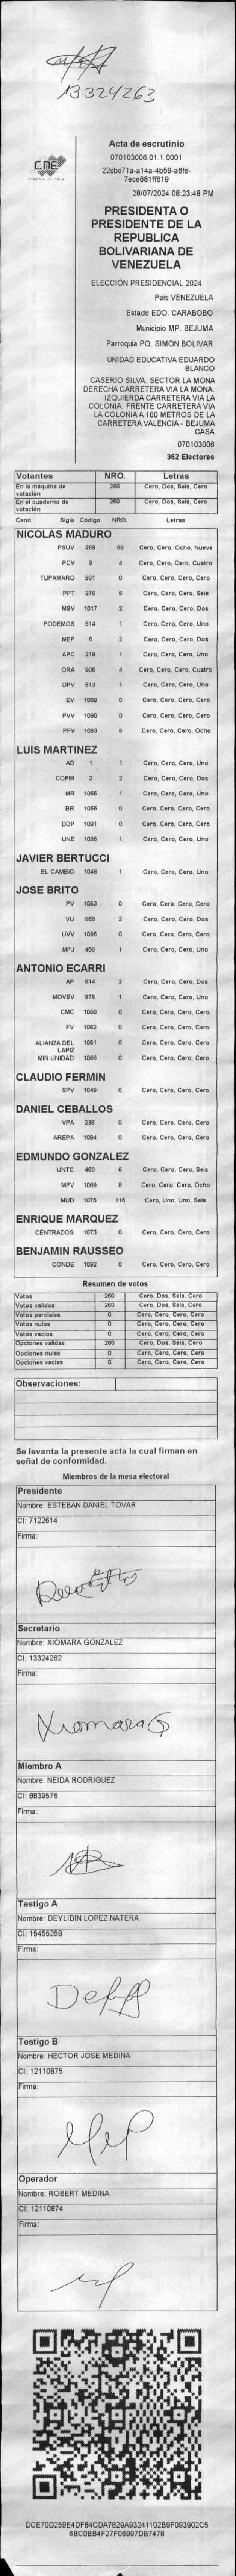 13324263
CNE
Acta de escrutinio
070103006.01.1.0001
22cbc71a-a14a-4b59-a6fe-
7ece681ff619
28/07/2024 08:23:48 PM
PRESIDENTA O
PRESIDENTE DE LA
REPUBLICA
BOLIVARIANA DE
VENEZUELA
ELECCIÓN PRESIDENCIAL 2024
Pais VENEZUELA
Estado EDO. CARABOBO
Municipio MP. BEJUMA
Parroquia PQ. SIMON BOLIVAR
UNIDAD EDUCATIVA EDUARDO
BLANCO
CASERIO SILVA. SECTOR LA MONA
DERECHA CARRETERA VIA LA MONA.
IZQUIERDA CARRETERA VIA LA
COLONIA. FRENTE CARRETERA VIA
LA COLONIA A 100 METROS DE LA
CARRETERA VALENCIA - BEJUMA
CASA
070103006
362 Electores
Votantes NRO. Letras
En la máquina de votación 260 Cero, Dos, Seis, Cero
En el cuaderno de votación 260 Cero, Dos, Seis, Cero
Cand. Sigla Código NRO. Letras
NICOLAS MADURO
PSUV 269 89 Cero, Cero, Ocho, Nueve
PCV 9 4 Cero, Cero, Cero, Cuatro
TUPAMARO 931 0 Cero, Cero, Cero, Cero
PPT 276 6 Cero, Cero, Cero, Seis
MSV 1017 2 Cero, Cero, Cero, Dos
PODEMOS 514 1 Cero, Cero, Cero, Uno
MEP 6 2 Cero, Cero, Cero, Dos
APC 219 1 Cero, Cero, Cero, Uno
ORA 906 4 Cero, Cero, Cero, Cuatro
UPV 513 1 Cero, Cero, Cero, Uno
EV 1089 0 Cero, Cero, Cero, Cero
PVV 1090 0 Cero, Cero, Cero, Cero
PFV 1093 8 Cero, Cero, Cero, Ocho
LUIS MARTINEZ
AD 1 1 Cero, Cero, Cero, Uno
COPEI 2 2 Cero, Cero, Cero, Dos
MR 1065 1 Cero, Cero, Cero, Uno
BR 1066 0 Cero, Cero, Cero, Cero
DDP 1091 0 Cero, Cero, Cero, Cero
UNE 1095 1 Cero, Cero, Cero, Uno
JAVIER BERTUCCI
EL CAMBIO 1048 1 Cero, Cero, Cero, Uno
JOSE BRITO
PV 1053 0 Cero, Cero, Cero, Cero
VU 968 2 Cero, Cero, Cero, Dos
UVV 1096 0 Cero, Cero, Cero, Cero
MPJ 458 1 Cero, Cero, Cero, Uno
ANTONIO ECARRI
AP 914 2 Cero, Cero, Cero, Dos
MOVEV 978 1 Cero, Cero, Cero, Uno
CMC 1050 0 Cero, Cero, Cero, Cero
FV 1062 0 Cero, Cero, Cero, Cero
ALIANZA DEL LAPIZ 1051 0 Cero, Cero, Cero, Cero
MIN UNIDAD 1068 0 Cero, Cero, Cero, Cero
CLAUDIO FERMIN
SPV 1049 0 Cero, Cero, Cero, Cero
DANIEL CEBALLOS
VPA 236 0 Cero, Cero, Cero, Cero
AREPA 1094 0 Cero, Cero, Cero, Cero
EDMUNDO GONZALEZ
UNTC 460 6 Cero, Cero, Cero, Seis
MPV 1069 8 Cero, Cero, Cero, Ocho
MUD 1075 116 Cero, Uno, Uno, Seis
ENRIQUE MARQUEZ
CENTRADOS 1073 0 Cero, Cero, Cero, Cero
BENJAMIN RAUSSEO
CONDE 1092 0 Cero, Cero, Cero, Cero
Resumen de votos
Votos 260 Cero, Dos, Seis, Cero
Votos validos 260 Cero, Dos, Seis, Cero
Votos parciales 0 Cero, Cero, Cero, Cero
Votos nulos 0 Cero, Cero, Cero, Cero
Votos vacios 0 Cero, Cero, Cero, Cero
Opciones validas 260 Cero, Dos, Seis, Cero
Opciones nulas 0 Cero, Cero, Cero, Cero
Opciones vacias 0 Cero, Cero, Cero, Cero
Observaciones:
Se levanta la presente acta la cual firman en
señal de conformidad.
Miembros de la mesa electoral
Presidente
Nombre: ESTEBAN DANIEL TOVAR
CI: 7122614
Firma:
Secretario
Nombre: XIOMARA GONZALEZ
CI: 13324262
Firma:
Xiomara G
Miembro A
Nombre: NEIDA RODRIGUEZ
CI: 8839576
Firma:
Testigo A
Nombre: DEYLIDIN LOPEZ NATERA
CI: 15455259
Firma:
Testigo B
Nombre: HECTOR JOSE MEDINA
CI: 12110875
Firma:
Operador
Nombre: ROBERT MEDINA
CI: 12110874
Firma:
DCE70D259E4DF84CDA7829A93241102B9F093902C5
6BC0BB4F27F06997DB7478